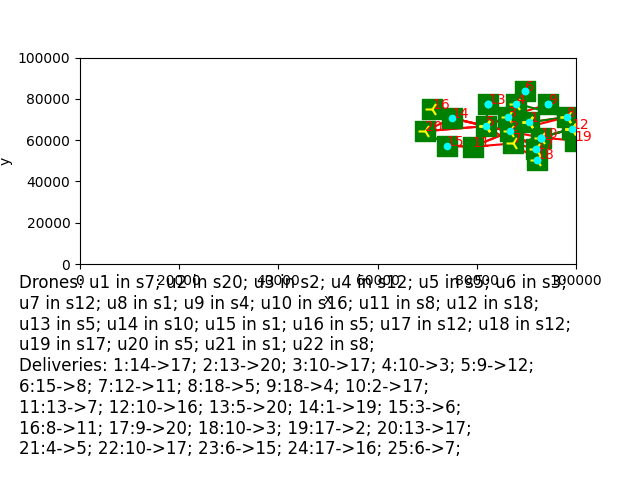 100000
80000
60000
40000
20000
0
y
0 20000 40000 60000 80000 100000
x
6
14
3
12
19
Drones: u1 in s7; u2 in s20; u3 in s2; u4 in s12; u5 in s5; u6 in s3;
u7 in s12; u8 in s1; u9 in s4; u10 in s16; u11 in s8; u12 in s18;
u13 in s5; u14 in s10; u15 in s1; u16 in s5; u17 in s12; u18 in s12;
u19 in s17; u20 in s5; u21 in s1; u22 in s8;
Deliveries: 1:14->17; 2:13->20; 3:10->17; 4:10->3; 5:9->12;
6:15->8; 7:12->11; 8:18->5; 9:18->4; 10:2->17;
11:13->7; 12:10->16; 13:5->20; 14:1->19; 15:3->6;
16:8->11; 17:9->20; 18:10->3; 19:17->2; 20:13->17;
21:4->5; 22:10->17; 23:6->15; 24:17->16; 25:6->7;